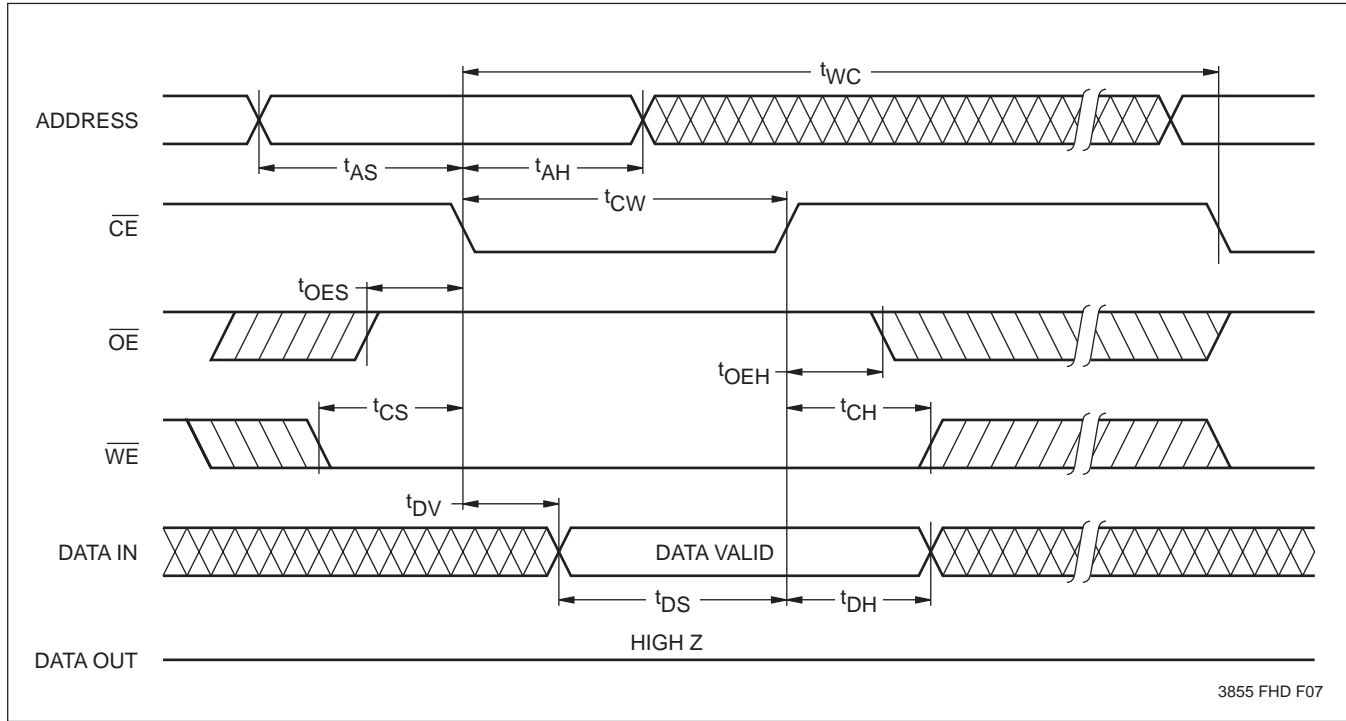 tWC
ADDRESS
tAS
tAH
tCW
CE
tOES
OE
tOEH
tCS
tCH
WE
tDV
DATA IN
DATA VALID
tDS
tDH
HIGH Z
DATA OUT
3855 FHD F07